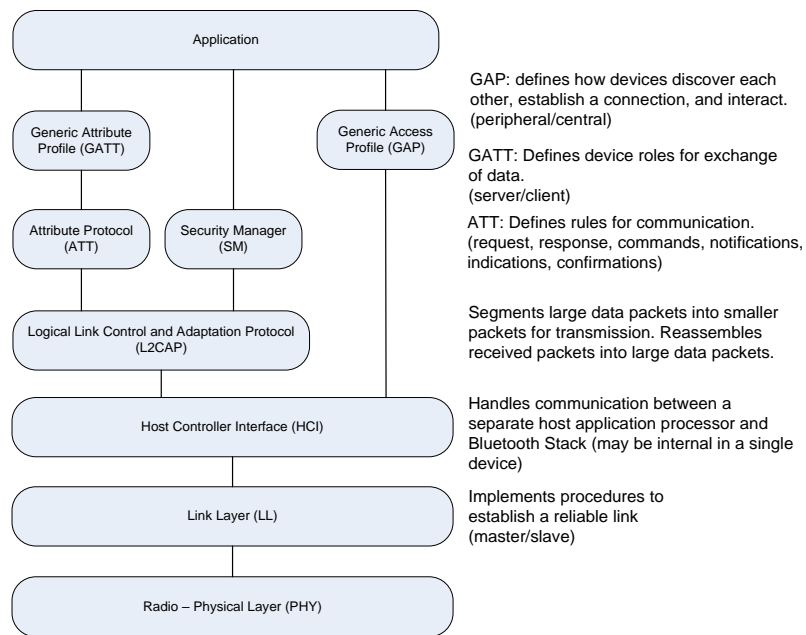 Application
GAP: defines how devices discover each
other, establish a connection, and interact.
(peripheral/central)
Generic Attribute
Profile (GATT)
Generic Access
Profile (GAP)
GATT: Defines device roles for exchange
of data.
(server/client)
Attribute Protocol
(ATT)
Security Manager
(SM)
ATT: Defines rules for communication.
(request, response, commands, notifications,
indications, confirmations)
Logical Link Control and Adaptation Protocol
(L2CAP)
Segments large data packets into smaller
packets for transmission. Reassembles
received packets into large data packets.
Host Controller Interface (HCI)
Handles communication between a
separate host application processor and
Bluetooth Stack (may be internal in a single
device)
Link Layer (LL)
Implements procedures to
establish a reliable link
(master/slave)
Radio – Physical Layer (PHY)